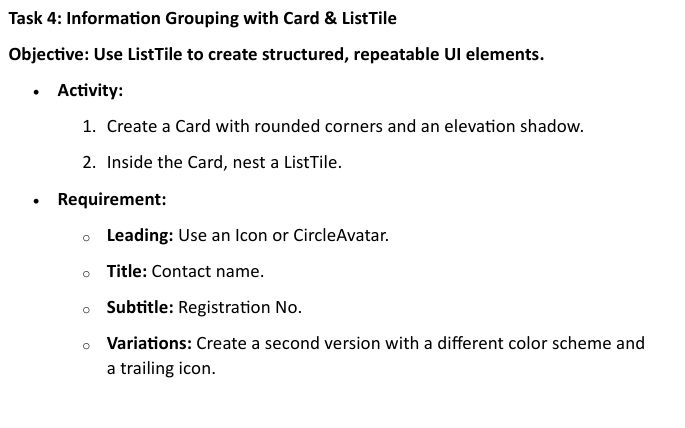 Task 4: Information Grouping with Card & ListTile
Objective: Use ListTile to create structured, repeatable UI elements.
• Activity:
1. Create a Card with rounded corners and an elevation shadow.
2. Inside the Card, nest a ListTile.
• Requirement:
○ Leading: Use an Icon or CircleAvatar.
○ Title: Contact name.
○ Subtitle: Registration No.
○ Variations: Create a second version with a different color scheme and
a trailing icon.